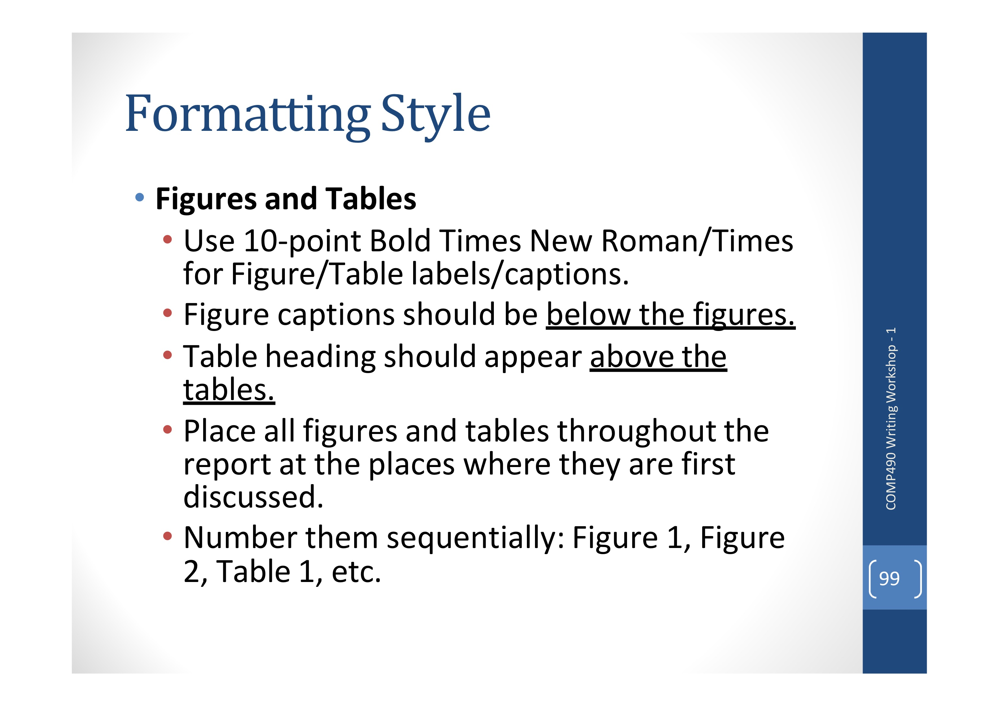 Formatting Style
• Figures and Tables
• Use 10-point Bold Times New Roman/Times
for Figure/Table labels/captions.
• Figure captions should be below the figures.
• Table heading should appear above the
tables.
• Place all figures and tables throughout the
report at the places where they are first
discussed.
• Number them sequentially: Figure 1, Figure
2, Table 1, etc.
COMP490 Writing Workshop - 1
99